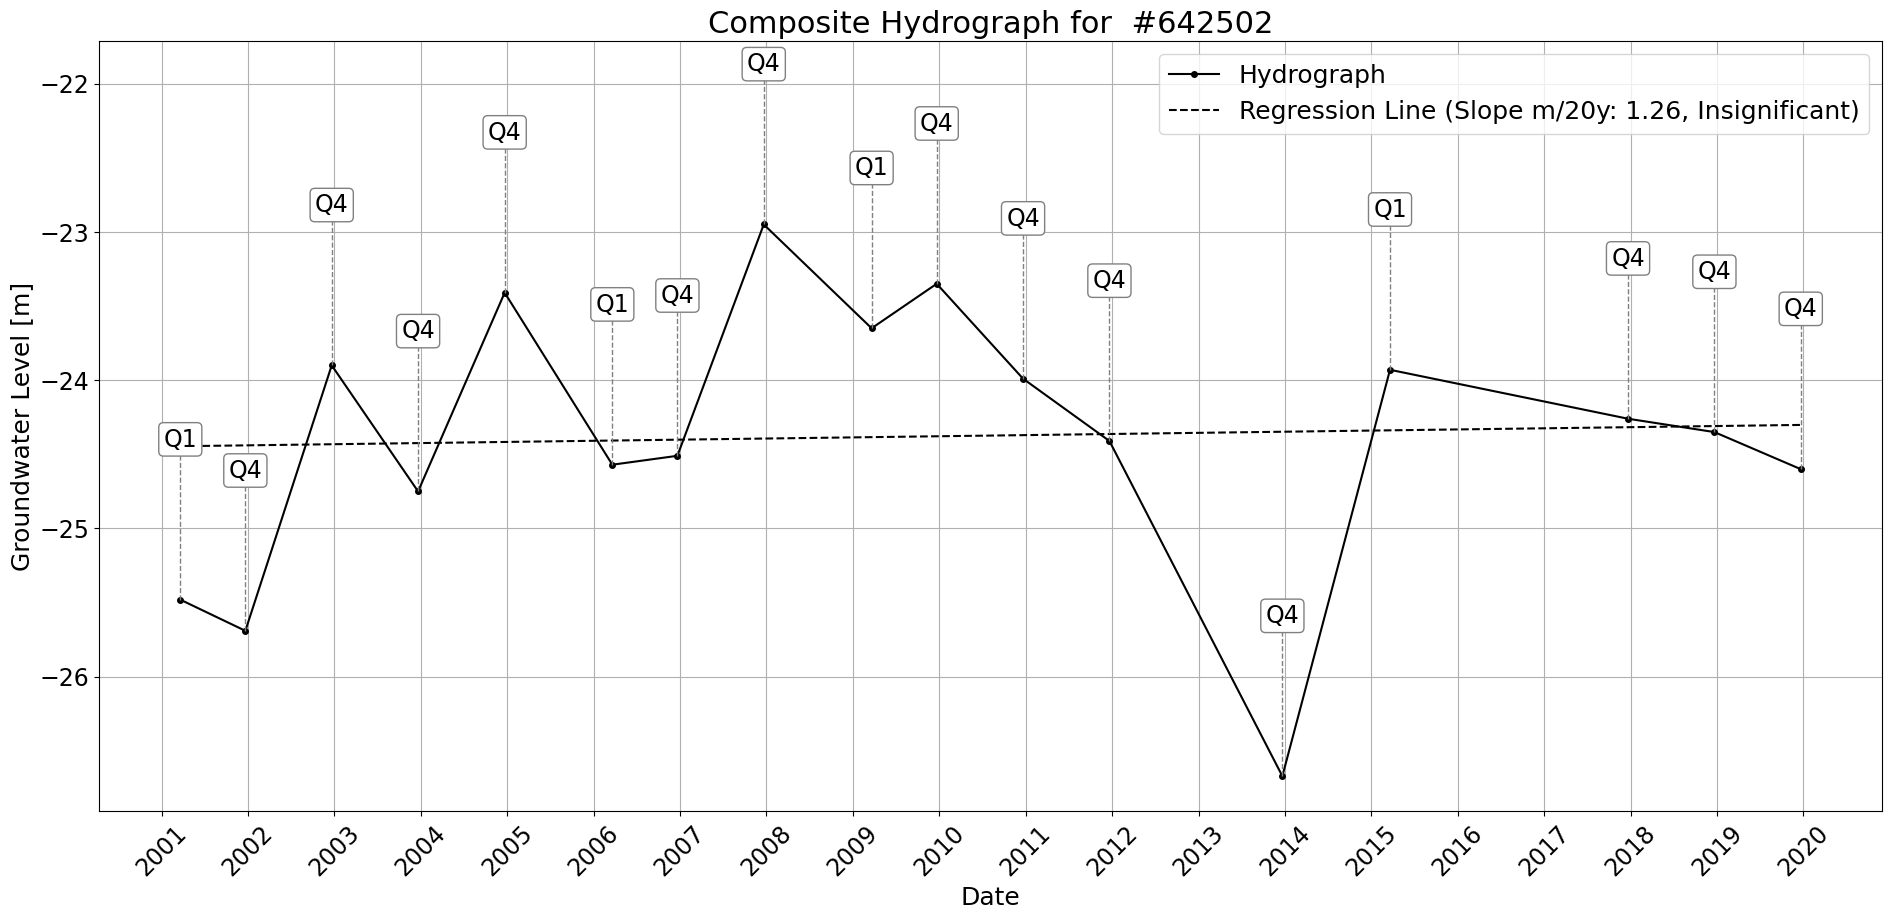 Composite Hydrograph for  #642502
Hydrograph
Regression Line (Slope m/20y: 1.26, Insignificant)
Groundwater Level [m]
−22
−23
−24
−25
−26
Q1
Q4
Q4
Q4
Q4
Q1
Q4
Q4
Q1
Q4
Q4
Q4
Q4
Q1
Q4
Q4
Q4
2001
2002
2003
2004
2005
2006
2007
2008
2009
2010
2011
2012
2013
2014
2015
2016
2017
2018
2019
2020
Date